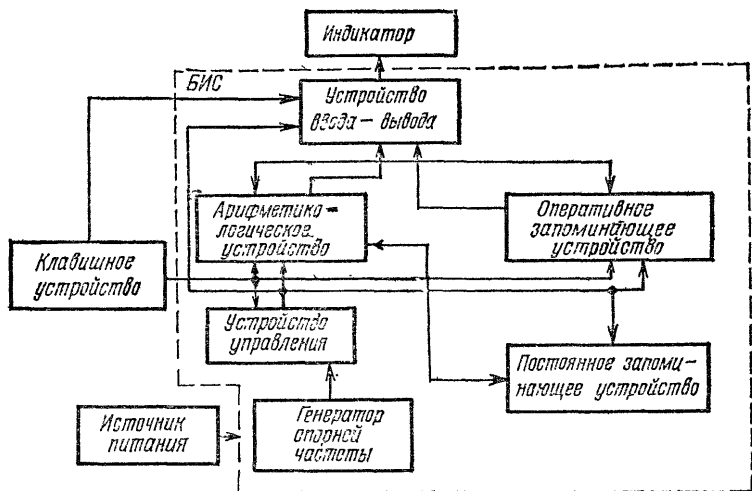 Индикатор
БИС
Устройство
ввода – вывода
Арифметико-
логическое
устройство
Оперативное
запоминающее
устройство
Клавишное
устройство
Устройство
управления
Постоянное запоми-
нающее устройство
Источник
питания
Генератор
опорной
частоты